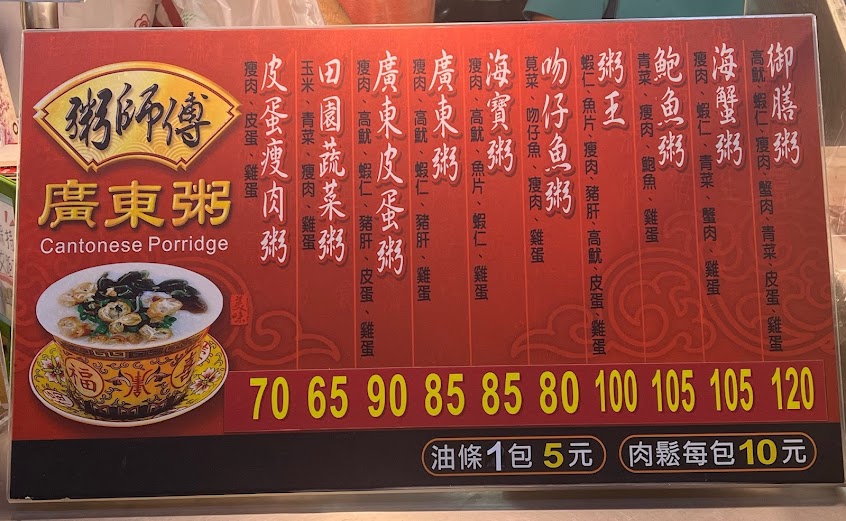 粥師傅
廣東粥
Cantonese Porridge
御膳粥
高魷、蝦仁、瘦肉、蟹肉、青菜、皮蛋、雞蛋
120
海蟹粥
瘦肉、蝦仁、青菜、蟹肉、雞蛋
105
鮑魚粥
青菜、瘦肉、鮑魚、雞蛋
105
粥王
蝦仁、魚片、瘦肉、豬肝、高魷、皮蛋、雞蛋
100
吻仔魚粥
莧菜、吻仔魚、瘦肉、雞蛋
80
海寶粥
瘦肉、高魷、魚片、蝦仁、雞蛋
85
廣東粥
瘦肉、高魷、蝦仁、豬肝、雞蛋
85
廣東皮蛋粥
瘦肉、高魷、蝦仁、豬肝、皮蛋、雞蛋
90
田園蔬菜粥
玉米、青菜、瘦肉、雞蛋
65
皮蛋瘦肉粥
瘦肉、皮蛋、雞蛋
70
福
壽
油條1包5元
肉鬆每包10元